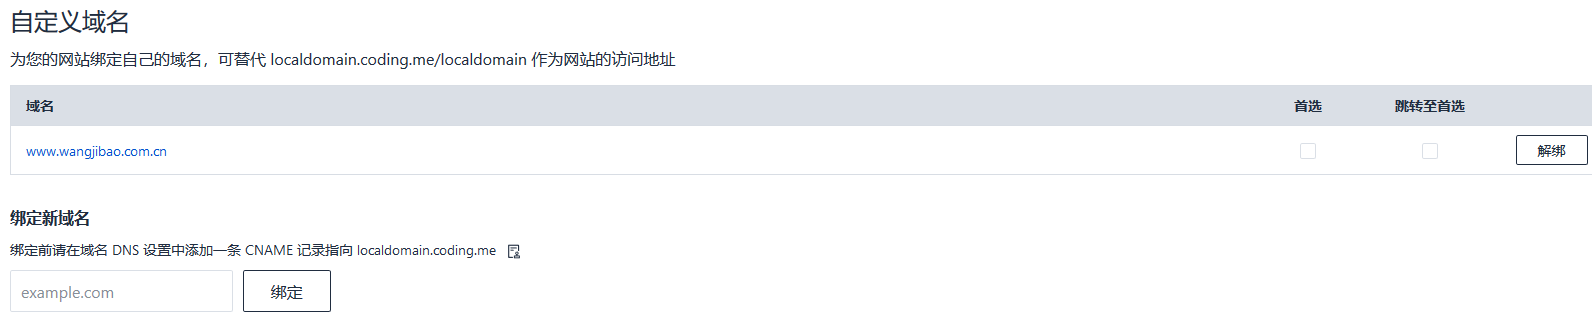 自定义域名
为您的网站绑定自己的域名，可替代 localdomain.coding.me/localdomain 作为网站的访问地址
域名 首选 跳转至首选
www.wangjibao.com.cn 解绑
绑定新域名
绑定前请在域名 DNS 设置中添加一条 CNAME 记录指向 localdomain.coding.me
example.com 绑定